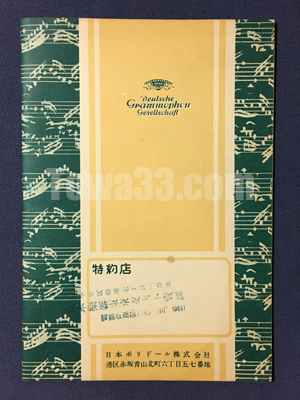 Deutsche
Grammophon
Gesellschaft
Yowa33.com
特約店
日本ポリドール株式会社
港区赤坂青山北町六丁目五七番地